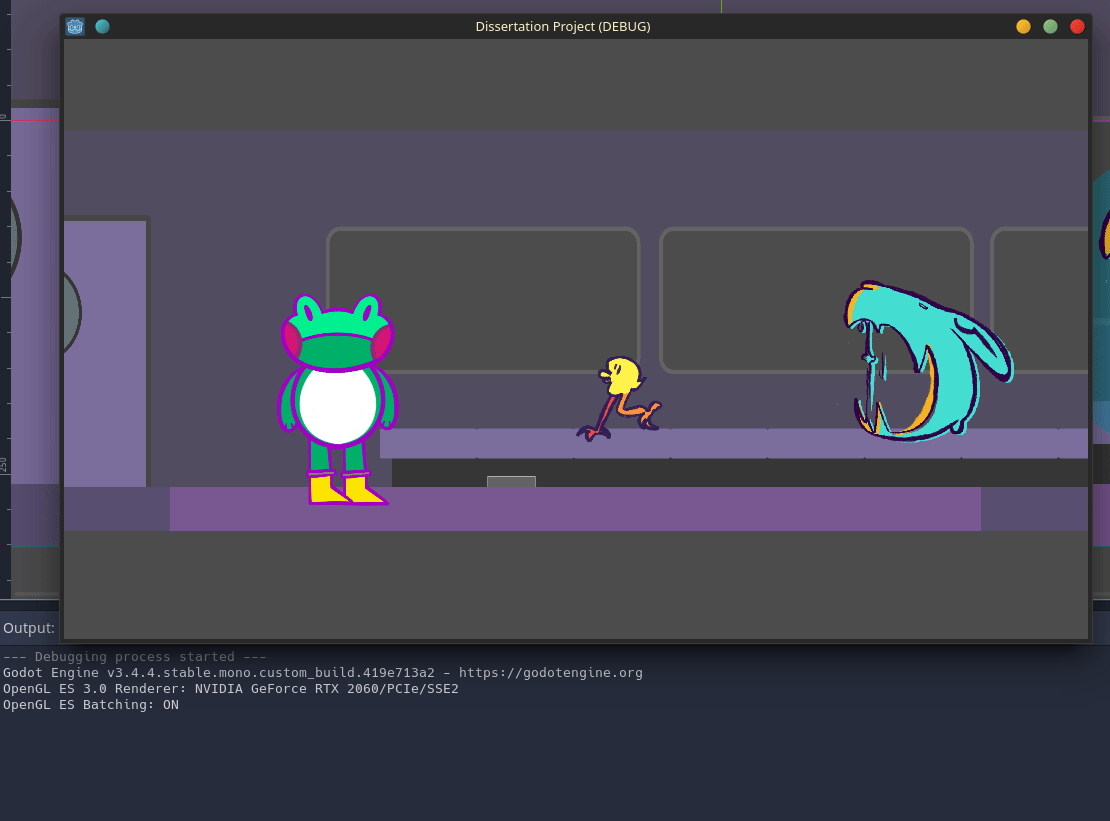 Dissertation Project (DEBUG)
0
250
Output:
--- Debugging process started ---
Godot Engine v3.4.4.stable.mono.custom_build.419e713a2 - https://godotengine.org
OpenGL ES 3.0 Renderer: NVIDIA GeForce RTX 2060/PCIe/SSE2
OpenGL ES Batching: ON